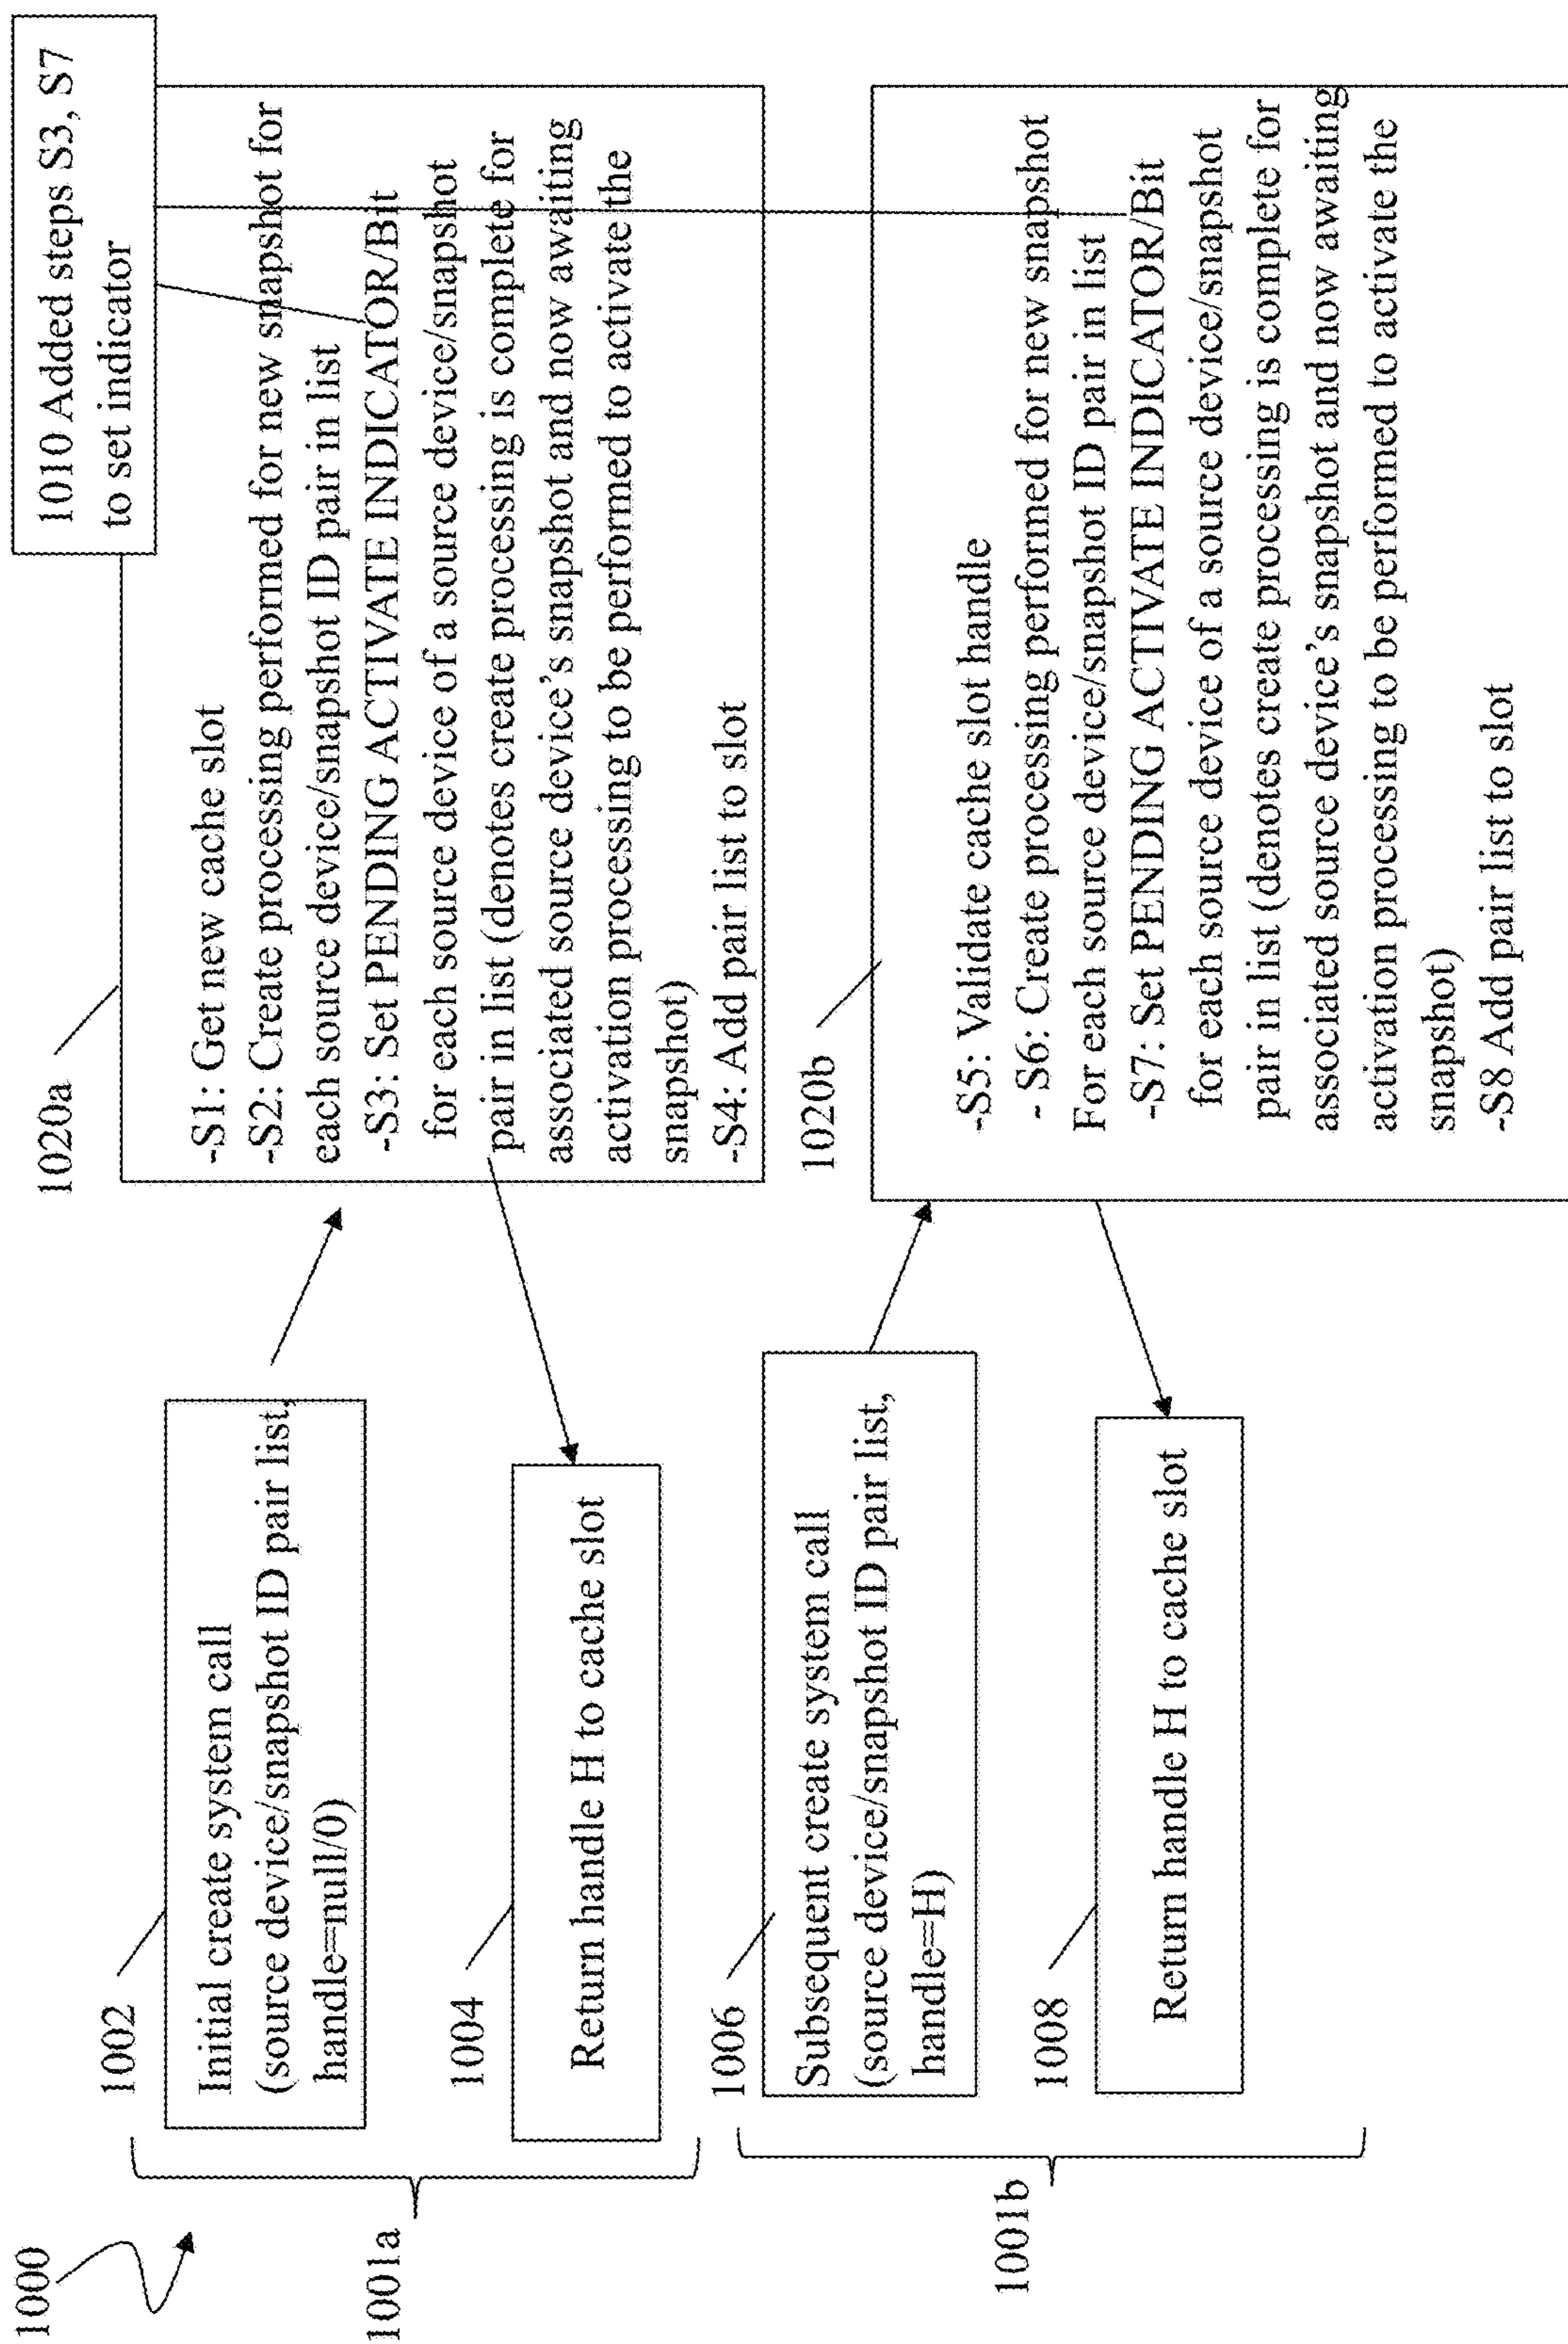 1000
1001a
1002
Initial create system call
(source device/snapshot ID pair list,
handle=null/0)
1004
Return handle H to cache slot
1001b
1006
Subsequent create system call
(source device/snapshot ID pair list,
handle=H)
1008
Return handle H to cache slot
1020a
-S1: Get new cache slot
-S2: Create processing performed for new snapshot for
each source device/snapshot ID pair in list
-S3: Set PENDING ACTIVATE INDICATOR/Bit
for each source device of a source device/snapshot
pair in list (denotes create processing is complete for
associated source device's snapshot and now awaiting
activation processing to be performed to activate the
snapshot)
-S4: Add pair list to slot
1020b
-S5: Validate cache slot handle
- S6: Create processing performed for new snapshot
For each source device/snapshot ID pair in list
-S7: Set PENDING ACTIVATE INDICATOR/Bit
for each source device of a source device/snapshot
pair in list (denotes create processing is complete for
associated source device's snapshot and now awaiting
activation processing to be performed to activate the
snapshot)
-S8 Add pair list to slot
1010 Added steps S3, S7
to set indicator